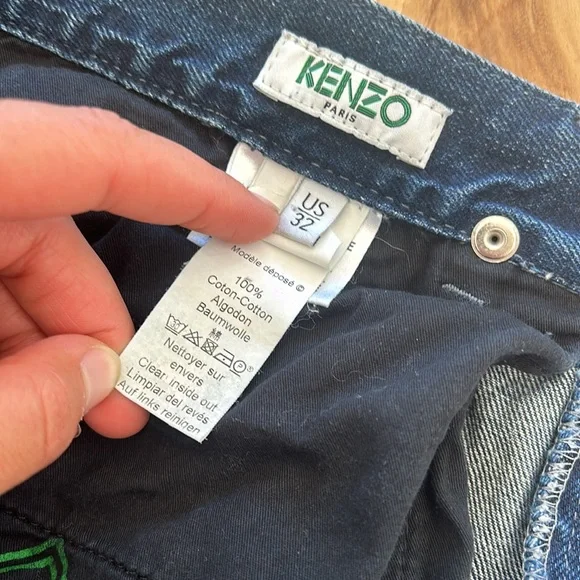 KENZO
PARIS
US
32
E
Modèle déposé ©
100%
Coton-Cotton
Algodon
Baumwolle
Nettoyer sur
envers
Clean inside out
Limpiar del revés
Auf links reinigen